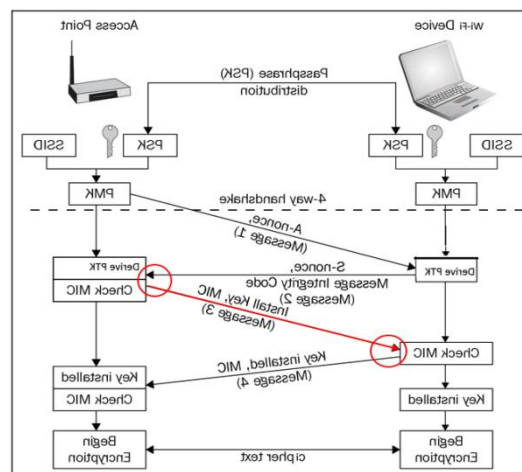 Access Point
Wi-Fi Device
Passphrase (PSK)
distribution
SSID
PSK
PSK
SSID
PMK
PMK
4-way handshake
A-nonce,
(Message 1)
Derive PTK
Check MIC
S-nonce,
Message Integrity Code
(Message 2)
Derive PTK
Install Key, MIC
(Message 3)
Check MIC
Key installed, MIC
(Message 4)
Key installed
Check MIC
Key installed
Begin
Encryption
cipher text
Begin
Encryption